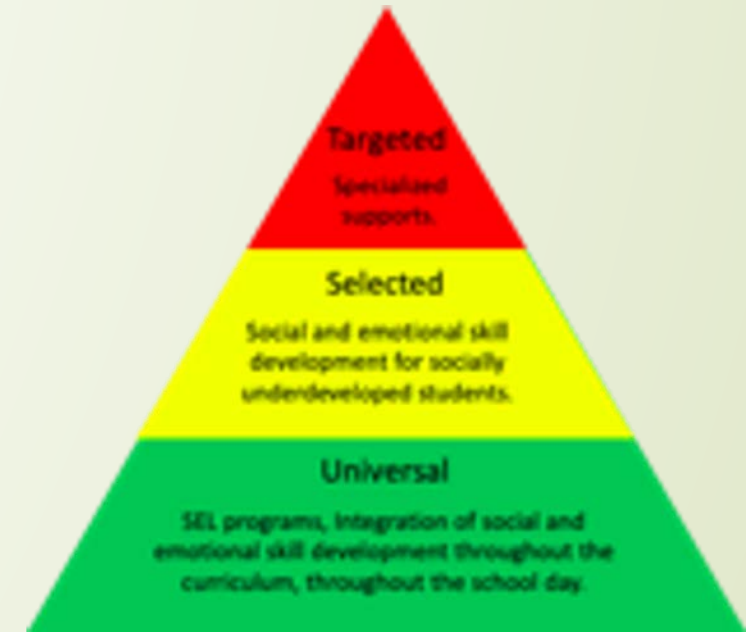 Targeted
Specialized
supports.
Selected
Social and emotional skill
development for socially
underdeveloped students.
Universal
SEL programs, Integration of social and
emotional skill development throughout the
curriculum, throughout the school day.